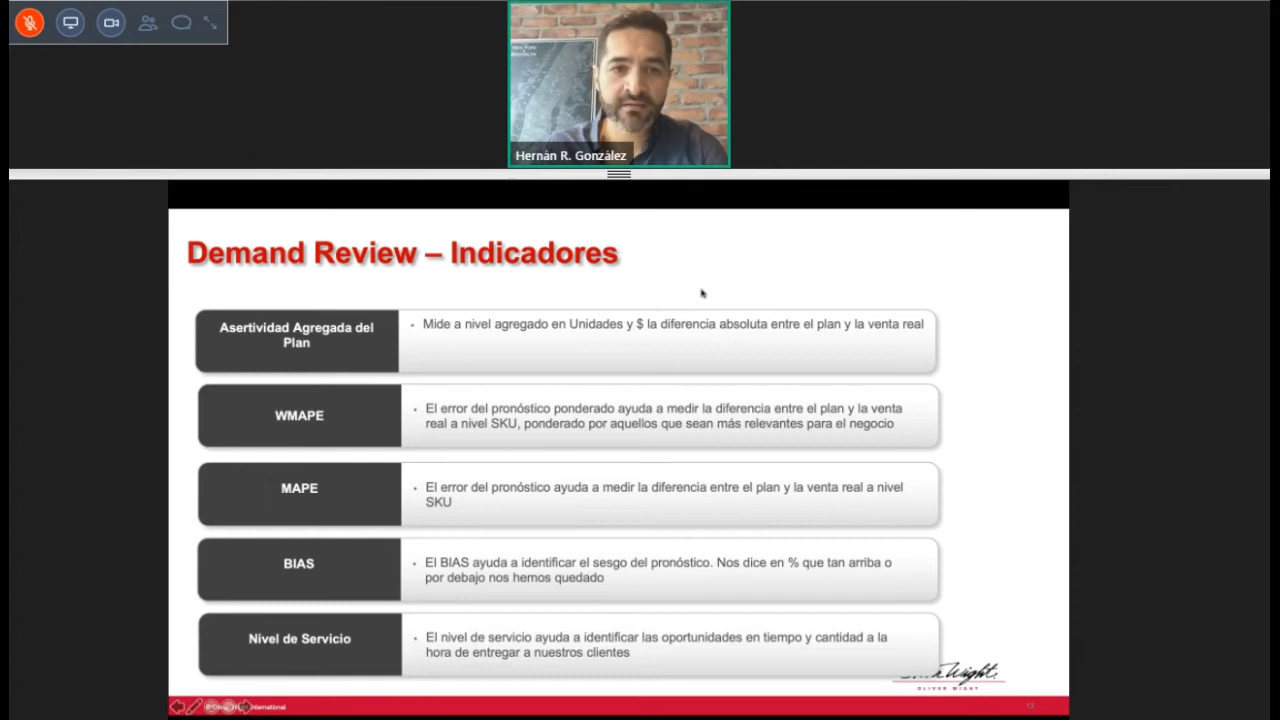 Hernán R. González
Demand Review – Indicadores
Asertividad Agregada del
Plan
• Mide a nivel agregado en Unidades y $ la diferencia absoluta entre el plan y la venta real
WMAPE
• El error del pronóstico ponderado ayuda a medir la diferencia entre el plan y la venta
real a nivel SKU, ponderado por aquellos que sean más relevantes para el negocio
MAPE
• El error del pronóstico ayuda a medir la diferencia entre el plan y la venta real a nivel
SKU
BIAS
• El BIAS ayuda a identificar el sesgo del pronóstico. Nos dice en % que tan arriba o
por debajo nos hemos quedado
Nivel de Servicio
• El nivel de servicio ayuda a identificar las oportunidades en tiempo y cantidad a la
hora de entregar a nuestros clientes
Wight
OLIVER WIGHT
International
13